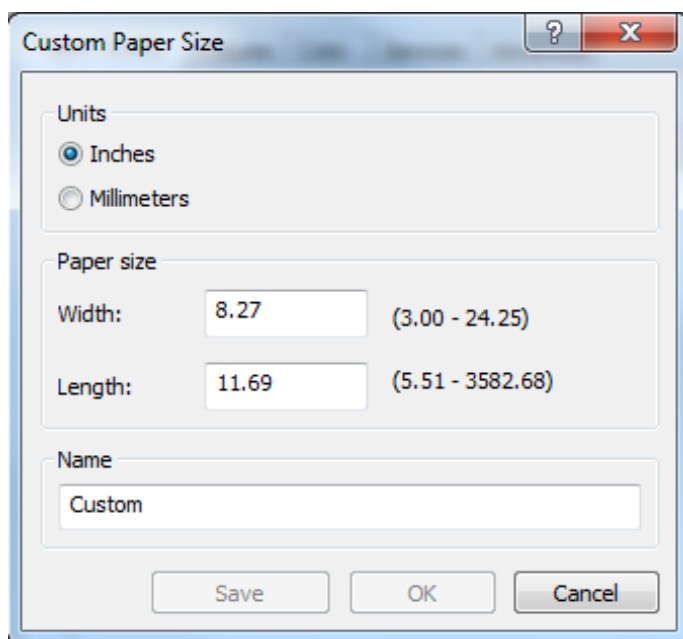 Custom Paper Size
Units
Inches
Millimeters
Paper size
Width: 8.27 (3.00 - 24.25)
Length: 11.69 (5.51 - 3582.68)
Name
Custom
Save OK Cancel